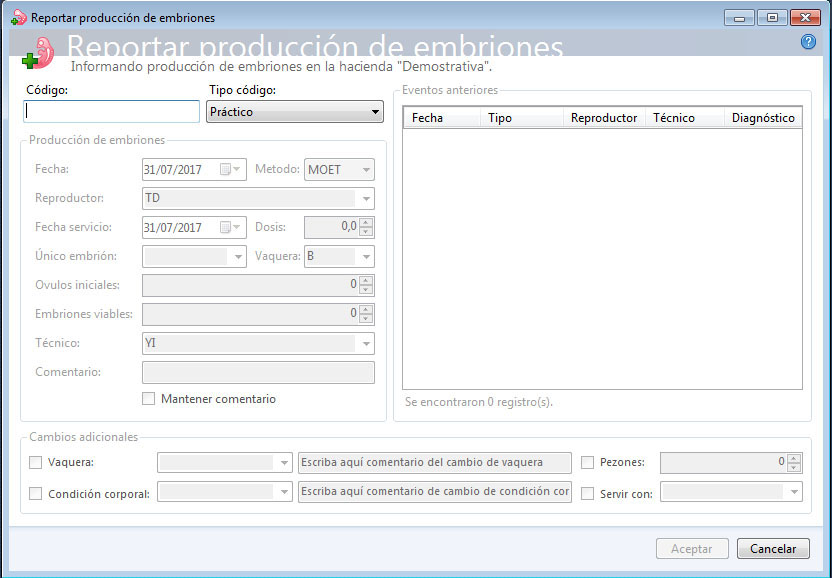 Reportar producción de embriones
Reportar producción de embriones
Informando producción de embriones en la hacienda "Demostrativa".
Código:
Tipo código:
Práctico
Producción de embriones
Fecha:
31/07/2017
Metodo:
MOET
Reproductor:
TD
Fecha servicio:
31/07/2017
Dosis:
0,0
Único embrión:
Vaquera:
B
Ovulos iniciales:
0
Embriones viables:
0
Técnico:
YI
Comentario:
Mantener comentario
Eventos anteriores
Fecha Tipo Reproductor Técnico Diagnóstico
Se encontraron 0 registro(s).
Cambios adicionales
Vaquera:
Escriba aquí comentario del cambio de vaquera
Pezones:
0
Condición corporal:
Escriba aquí comentario de cambio de condición cor
Servir con:
Aceptar
Cancelar